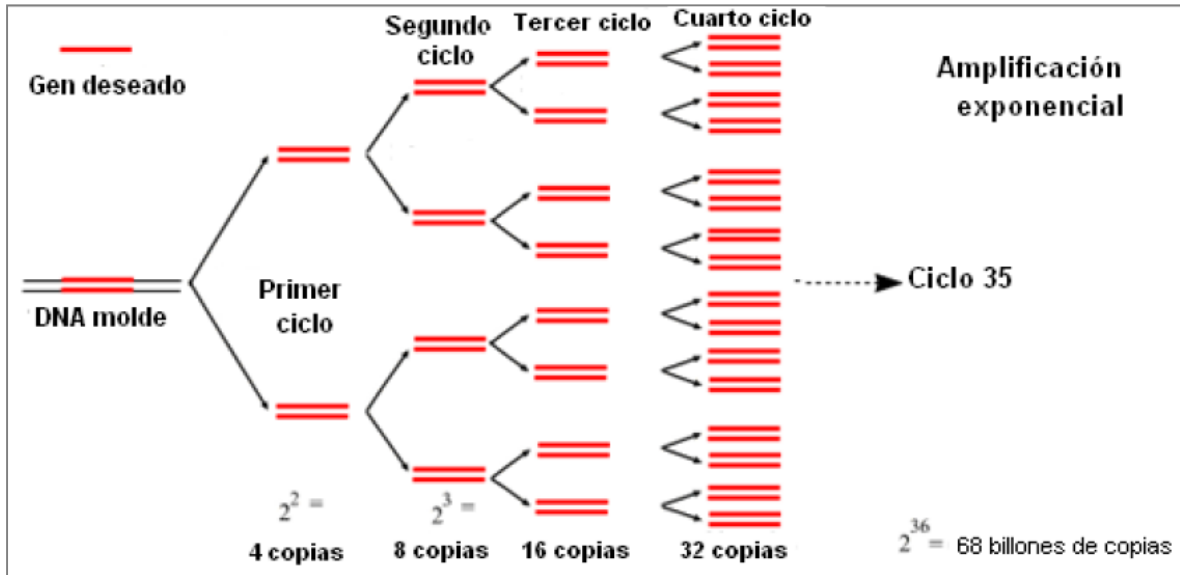 Gen deseado
DNA molde
Primer
ciclo
Segundo
ciclo
Tercer ciclo
Cuarto ciclo
Amplificación
exponencial
Ciclo 35
2² =
4 copias
2³ =
8 copias
16 copias
32 copias
2³⁶= 68 billones de copias